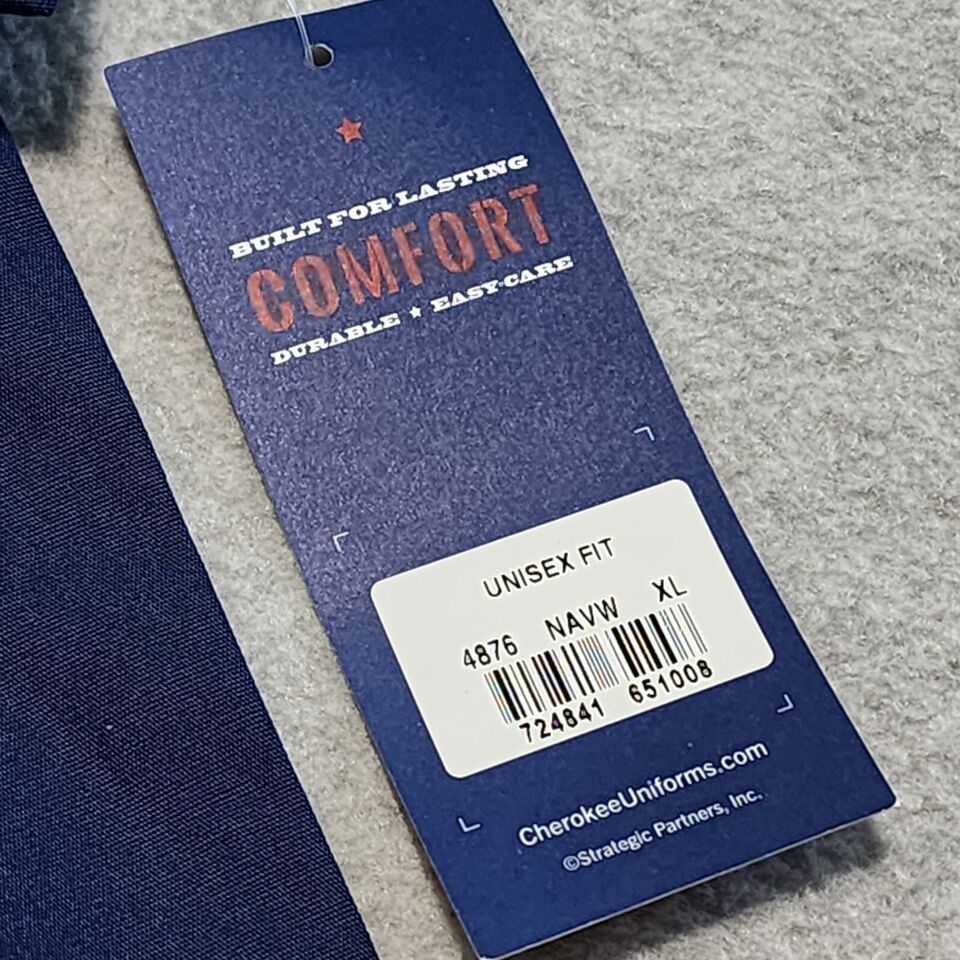 BUILT FOR LASTING
COMFORT
DURABLE ★ EASY-CARE
UNISEX FIT
4876 NAVW XL
724841 651008
CherokeeUniforms.com
©Strategic Partners, Inc.